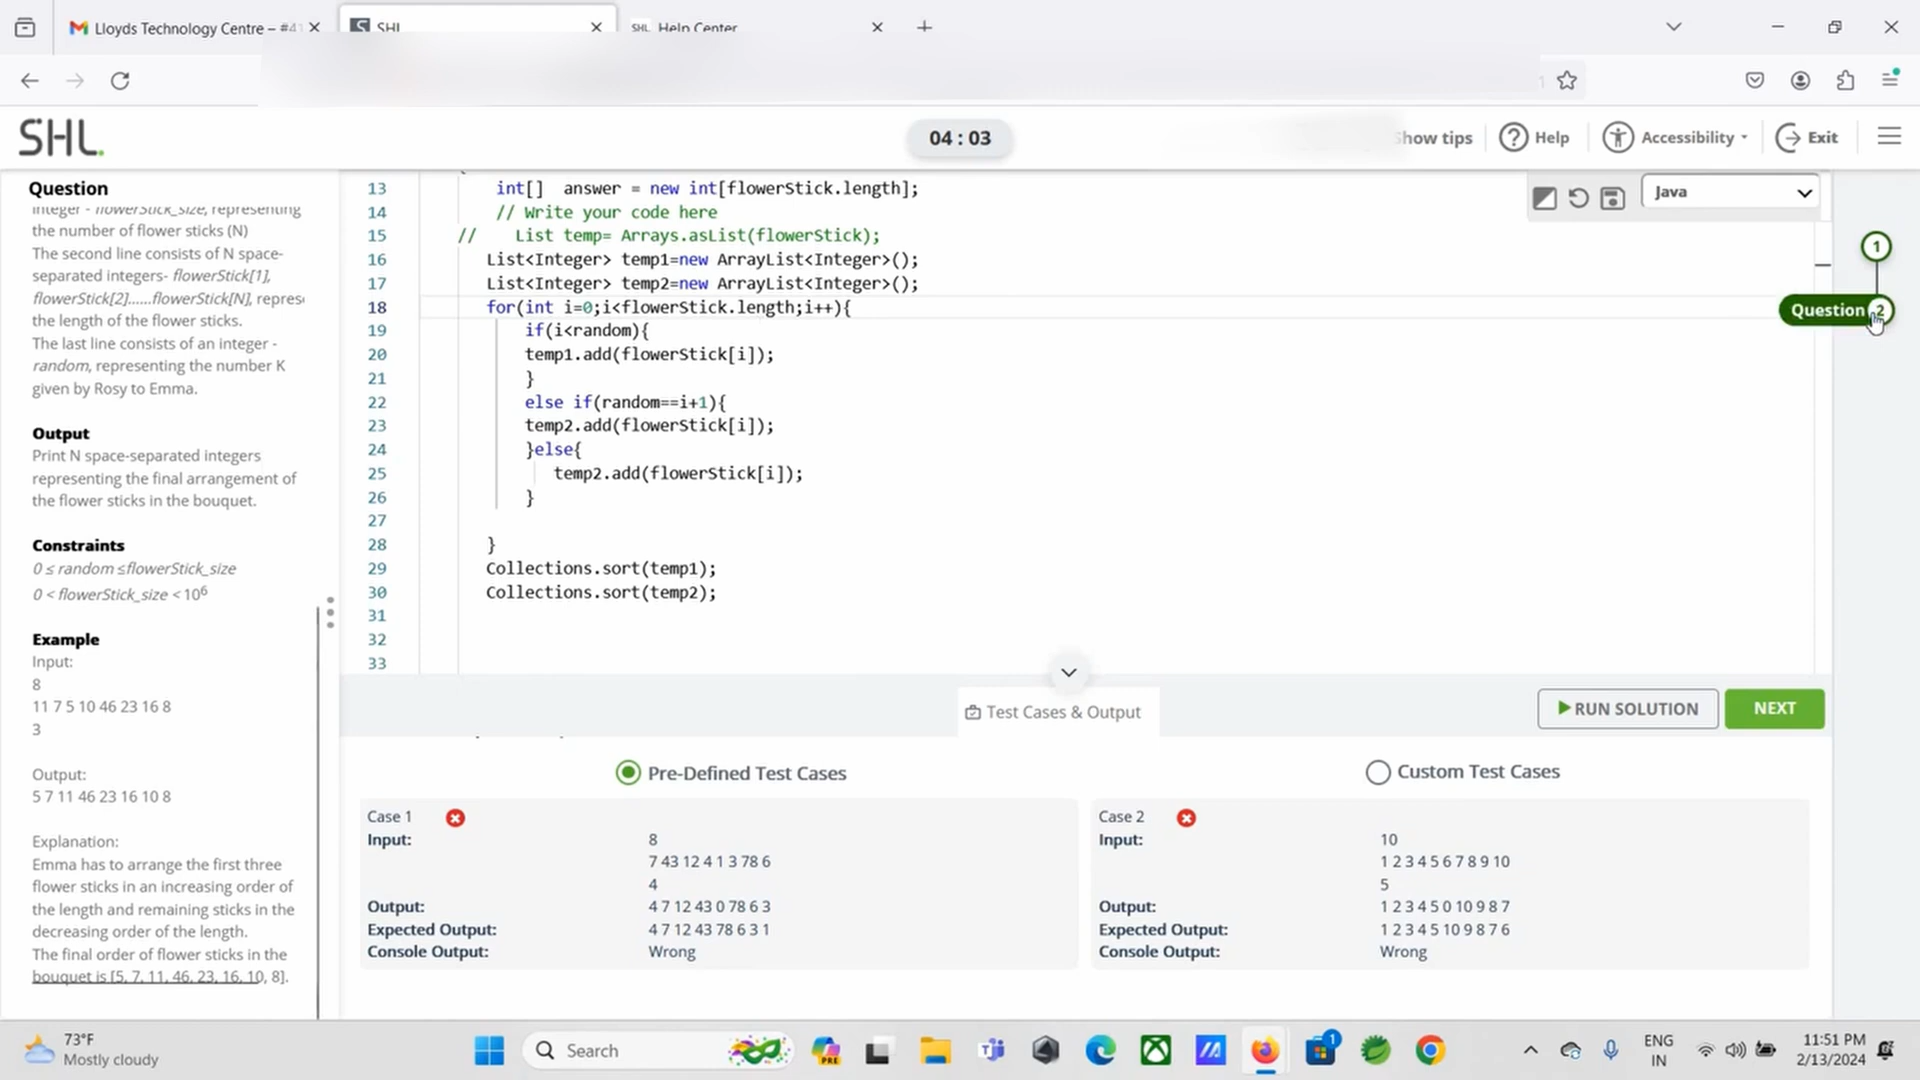 Lloyds Technology Centre – #41
SHL
SHL Help Center
SHL.
04 : 03
Show tips
Help
Accessibility
Exit
Question
integer - flowerStick_size, representing
the number of flower sticks (N)
The second line consists of N space-
separated integers- flowerStick[1],
flowerStick[2]......flowerStick[N], repres
the length of the flower sticks.
The last line consists of an integer -
random, representing the number K
given by Rosy to Emma.
Output
Print N space-separated integers
representing the final arrangement of
the flower sticks in the bouquet.
Constraints
0 ≤ random ≤flowerStick_size
0 < flowerStick_size < 10⁶
Example
Input:
8
11 7 5 10 46 23 16 8
3
Output:
5 7 11 46 23 16 10 8
Explanation:
Emma has to arrange the first three
flower sticks in an increasing order of
the length and remaining sticks in the
decreasing order of the length.
The final order of flower sticks in the
bouquet is [5, 7, 11, 46, 23, 16, 10, 8].
13 int[] answer = new int[flowerStick.length];
14 // Write your code here
15 // List temp= Arrays.asList(flowerStick);
16 List<Integer> temp1=new ArrayList<Integer>();
17 List<Integer> temp2=new ArrayList<Integer>();
18 for(int i=0;i<flowerStick.length;i++){
19 if(i<random){
20 temp1.add(flowerStick[i]);
21 }
22 else if(random==i+1){
23 temp2.add(flowerStick[i]);
24 }else{
25 temp2.add(flowerStick[i]);
26 }
27
28 }
29 Collections.sort(temp1);
30 Collections.sort(temp2);
31
32
33
Java
1
Question 2
Test Cases & Output
RUN SOLUTION
NEXT
Pre-Defined Test Cases
Custom Test Cases
Case 1
Input:
8
7 43 12 4 1 3 78 6
4
Output: 4 7 12 43 0 78 6 3
Expected Output: 4 7 12 43 78 6 3 1
Console Output: Wrong
Case 2
Input:
10
1 2 3 4 5 6 7 8 9 10
5
Output: 1 2 3 4 5 0 10 9 8 7
Expected Output: 1 2 3 4 5 10 9 8 7 6
Console Output: Wrong
73°F
Mostly cloudy
Search
PRE
1
ENG
IN
11:51 PM
2/13/2024